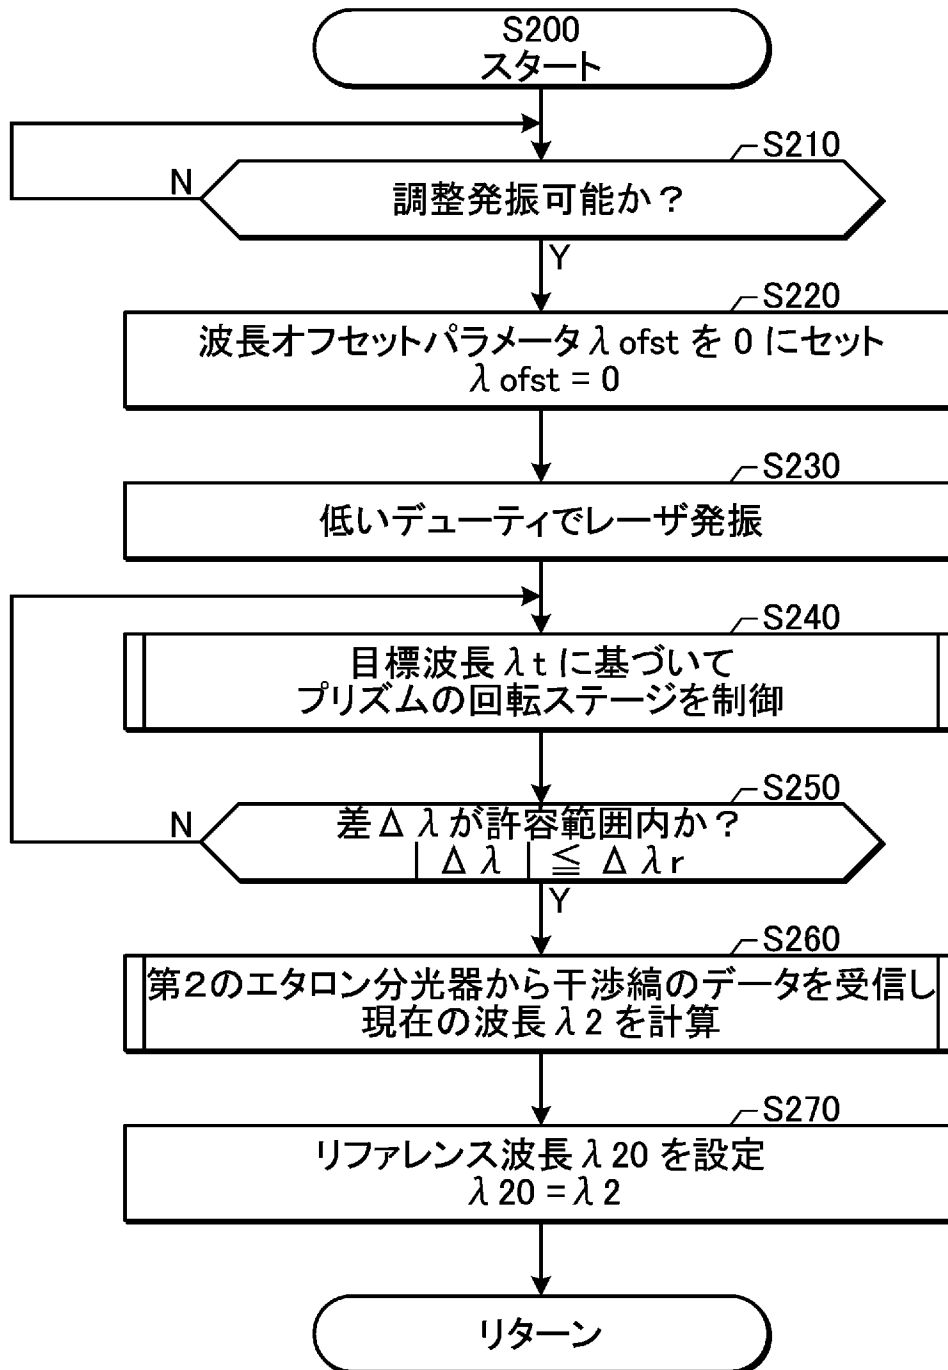 S200
スタート
S210
N
調整発振可能か？
Y
S220
波長オフセットパラメータλofstを0にセット
λofst = 0
S230
低いデューティでレーザ発振
S240
目標波長λtに基づいて
プリズムの回転ステージを制御
S250
N
差Δλが許容範囲内か？
｜Δλ｜≦Δλr
Y
S260
第2のエタロン分光器から干渉縞のデータを受信し
現在の波長λ2を計算
S270
リファレンス波長λ20を設定
λ20=λ2
リターン